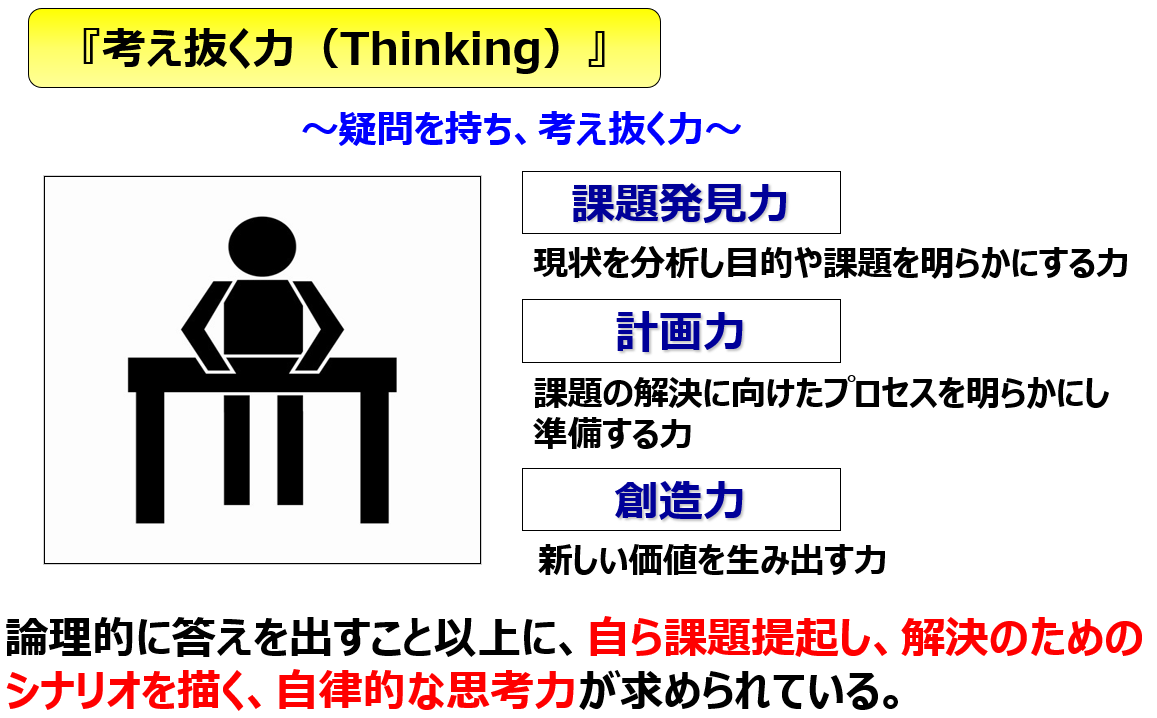 『考え抜く力（Thinking）』
～疑問を持ち、考え抜く力～
課題発見力
現状を分析し目的や課題を明らかにする力
計画力
課題の解決に向けたプロセスを明らかにし
準備する力
創造力
新しい価値を生み出す力
論理的に答えを出すこと以上に、自ら課題提起し、解決のための
シナリオを描く、自律的な思考力が求められている。